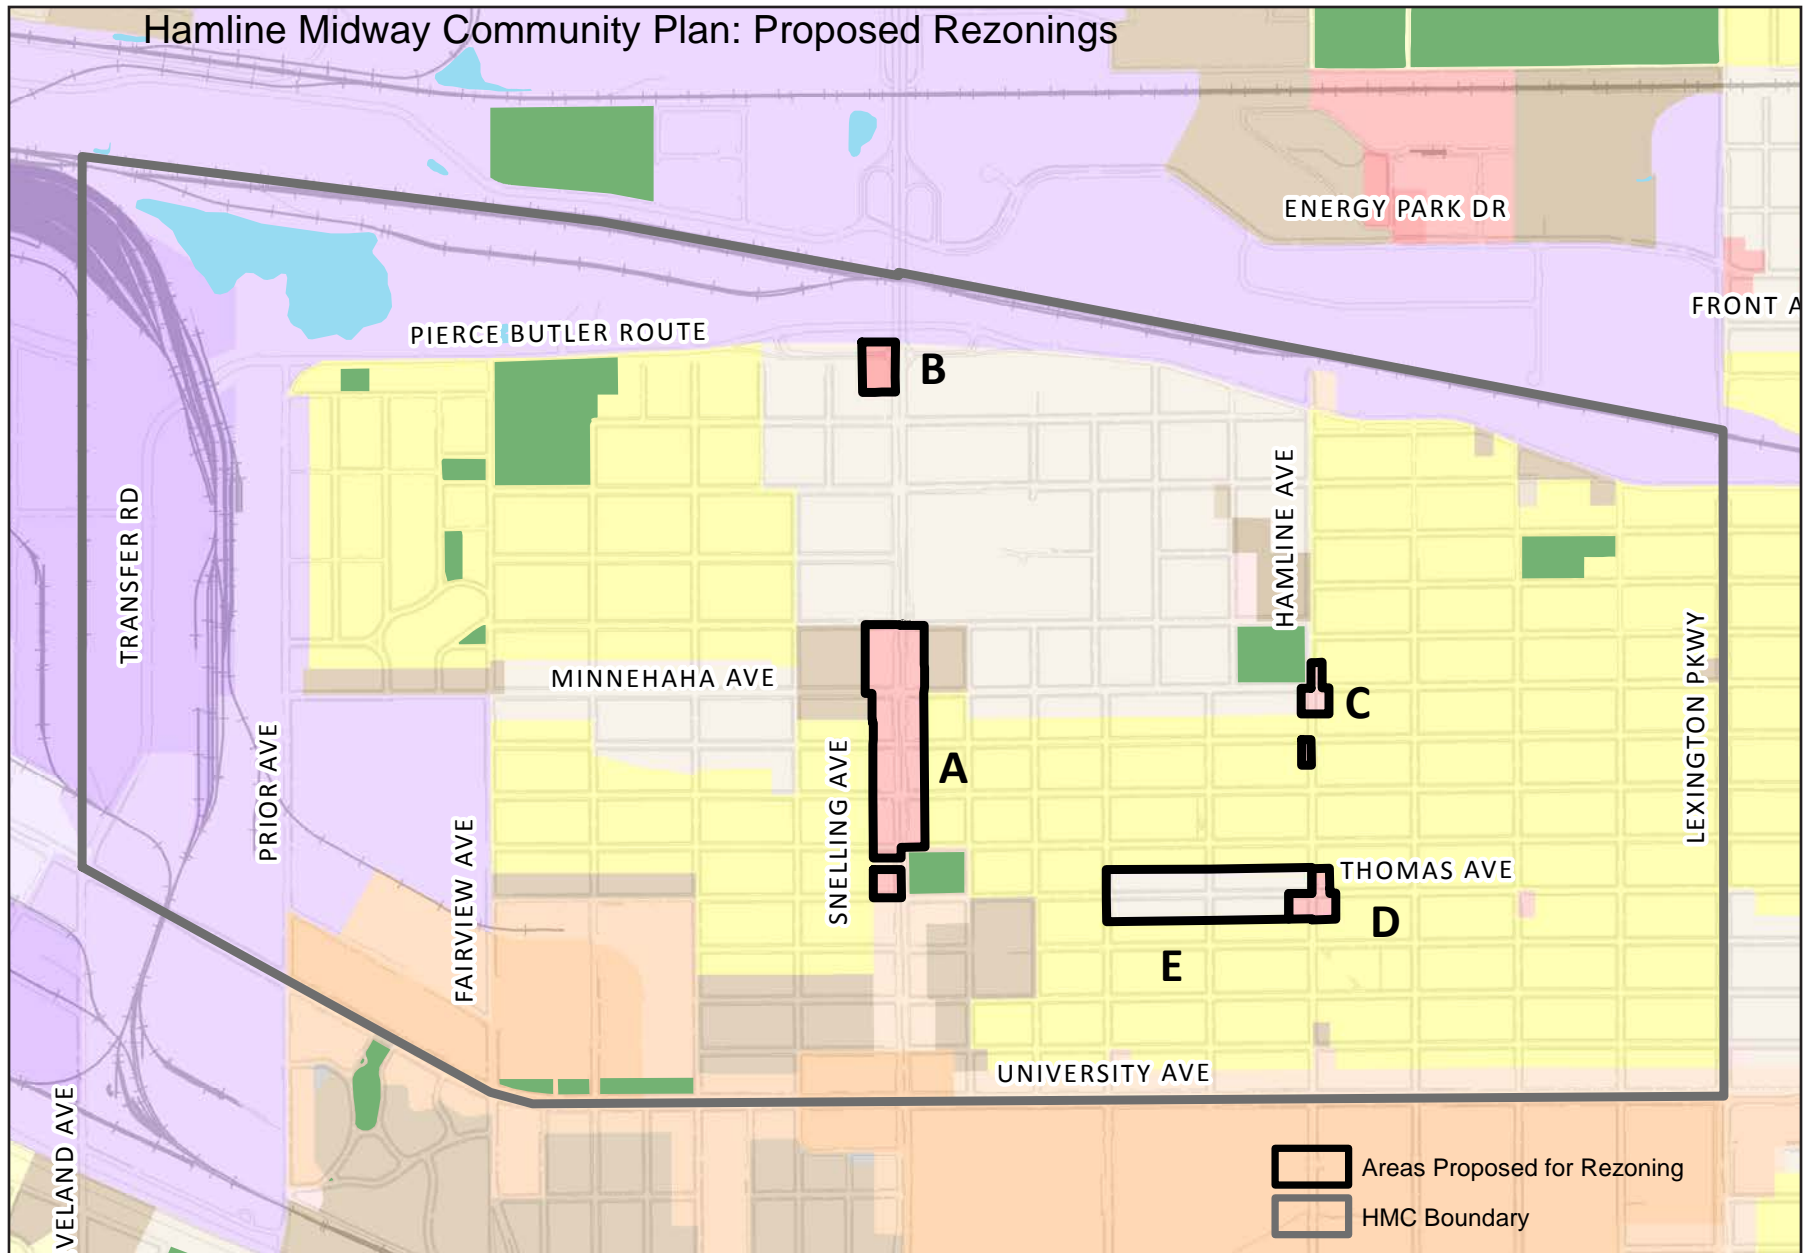 Hamline Midway Community Plan: Proposed Rezonings
ENERGY PARK DR
FRONT A
PIERCE BUTLER ROUTE
B
HAMLINE AVE
TRANSFER RD
MINNEHAHA AVE
C
LEXINGTON PKWY
PRIOR AVE
SNELLING AVE
A
FAIRVIEW AVE
THOMAS AVE
D
E
UNIVERSITY AVE
VELAND AVE
Areas Proposed for Rezoning
HMC Boundary